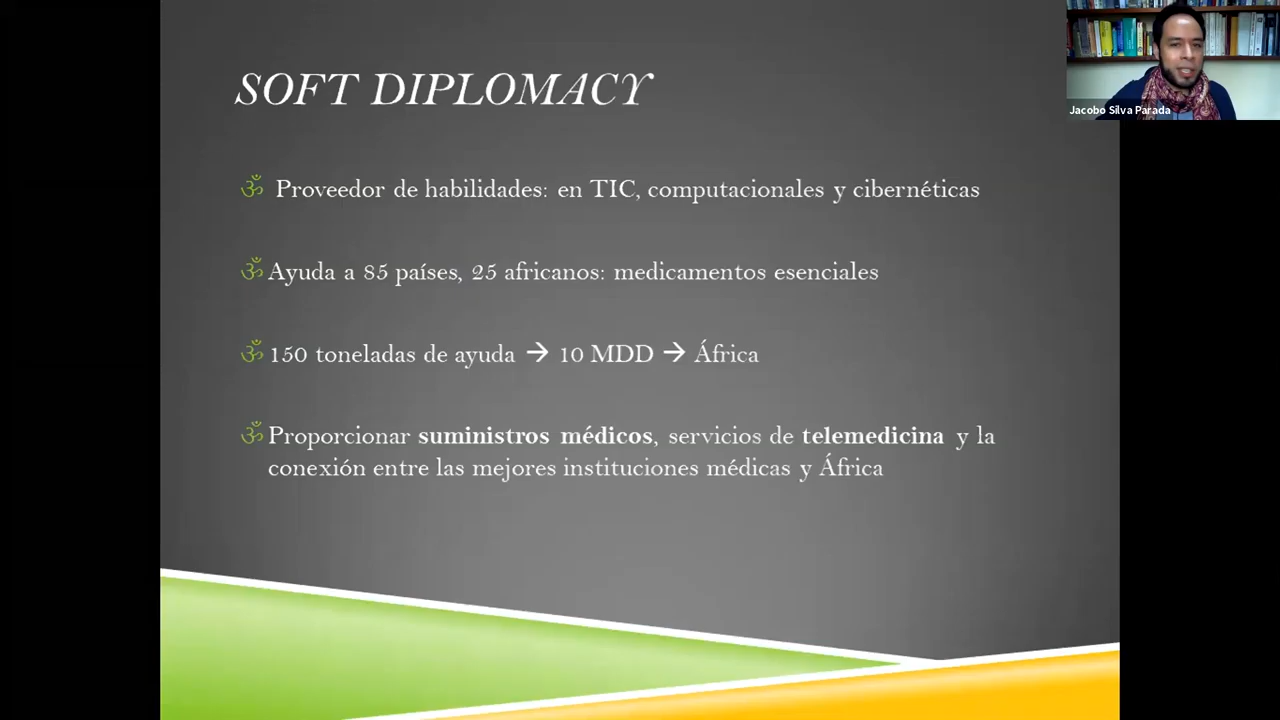 SOFT DIPLOMACY
Jacobo Silva Parada
ॐ Proveedor de habilidades: en TIC, computacionales y cibernéticas
ॐ Ayuda a 85 países, 25 africanos: medicamentos esenciales
ॐ 150 toneladas de ayuda → 10 MDD → África
ॐ Proporcionar suministros médicos, servicios de telemedicina y la
conexión entre las mejores instituciones médicas y África